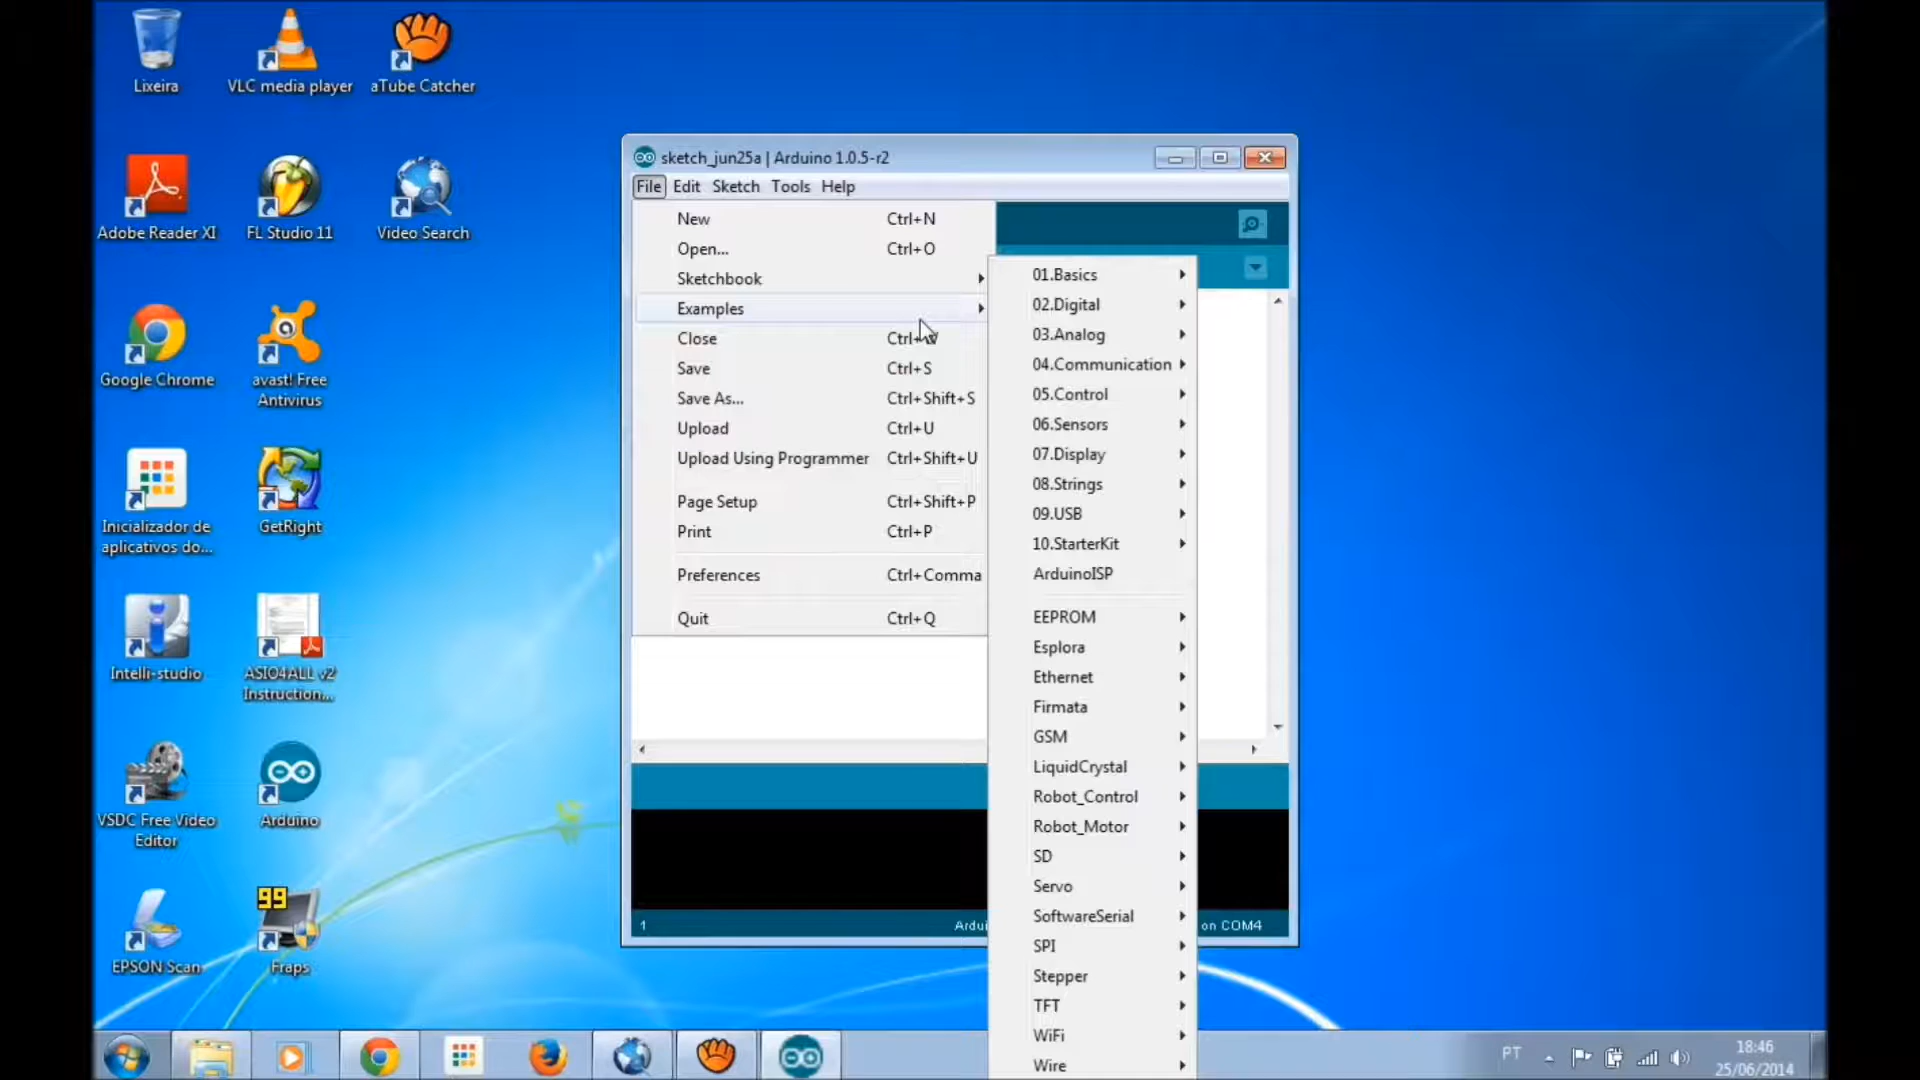 Lixeira
VLC media player
aTube Catcher
Adobe Reader XI
FL Studio 11
Video Search
Google Chrome
avast! Free
Antivirus
Inicializador de
aplicativos do...
GetRight
Intelli-studio
ASIO4ALL v2
Instruction...
VSDC Free Video
Editor
Arduino
EPSON Scan
99
Fraps
sketch_jun25a | Arduino 1.0.5-r2
File Edit Sketch Tools Help
New Ctrl+N
Open... Ctrl+O
Sketchbook
Examples
Close Ctrl+W
Save Ctrl+S
Save As... Ctrl+Shift+S
Upload Ctrl+U
Upload Using Programmer Ctrl+Shift+U
Page Setup Ctrl+Shift+P
Print Ctrl+P
Preferences Ctrl+Comma
Quit Ctrl+Q
01.Basics
02.Digital
03.Analog
04.Communication
05.Control
06.Sensors
07.Display
08.Strings
09.USB
10.StarterKit
ArduinoISP
EEPROM
Esplora
Ethernet
Firmata
GSM
LiquidCrystal
Robot_Control
Robot_Motor
SD
Servo
SoftwareSerial
SPI
Stepper
TFT
WiFi
Wire
1 Ardui on COM4
PT
18:46
25/06/2014